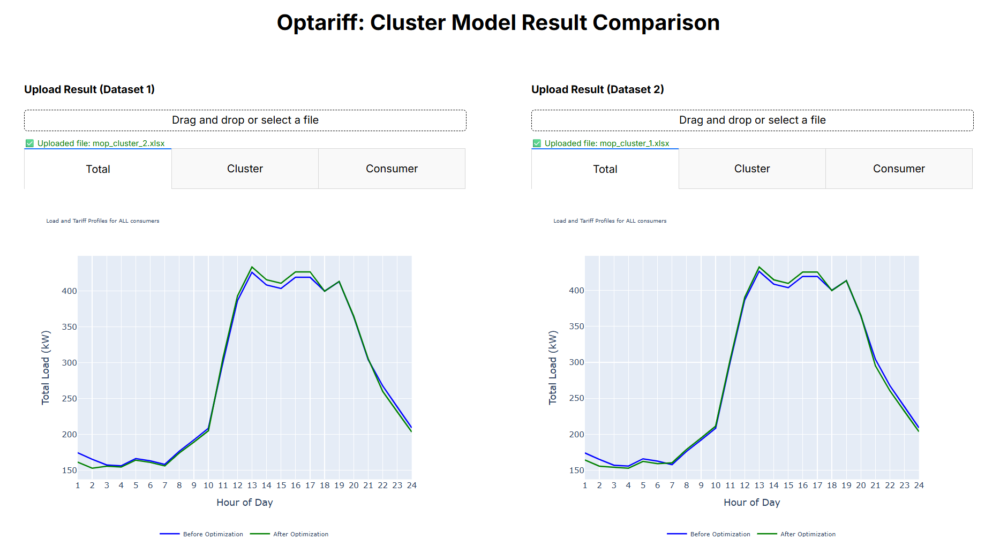 Optariff: Cluster Model Result Comparison
Upload Result (Dataset 1)
Drag and drop or select a file
✅ Uploaded file: mop_cluster_2.xlsx
Total
Cluster
Consumer
Load and Tariff Profiles for ALL consumers
Total Load (kW)
400
350
300
250
200
150
1 2 3 4 5 6 7 8 9 10 11 12 13 14 15 16 17 18 19 20 21 22 23 24
Hour of Day
Before Optimization
After Optimization
Upload Result (Dataset 2)
Drag and drop or select a file
✅ Uploaded file: mop_cluster_1.xlsx
Total
Cluster
Consumer
Load and Tariff Profiles for ALL consumers
Total Load (kW)
400
350
300
250
200
150
1 2 3 4 5 6 7 8 9 10 11 12 13 14 15 16 17 18 19 20 21 22 23 24
Hour of Day
Before Optimization
After Optimization